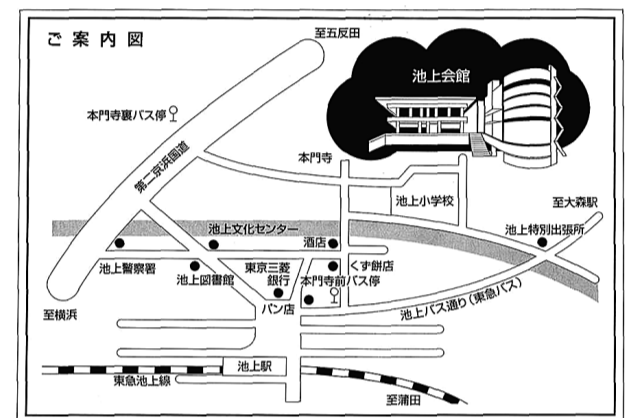 ご案内図
至五反田
池上会館
本門寺裏バス停
第二京浜国道
本門寺
池上小学校
至大森駅
池上文化センター
酒店
池上特別出張所
池上警察署
池上図書館
東京三菱
銀行
くず餅店
本門寺前バス停
パン店
池上バス通り(東急バス)
至横浜
池上駅
東急池上線
至蒲田